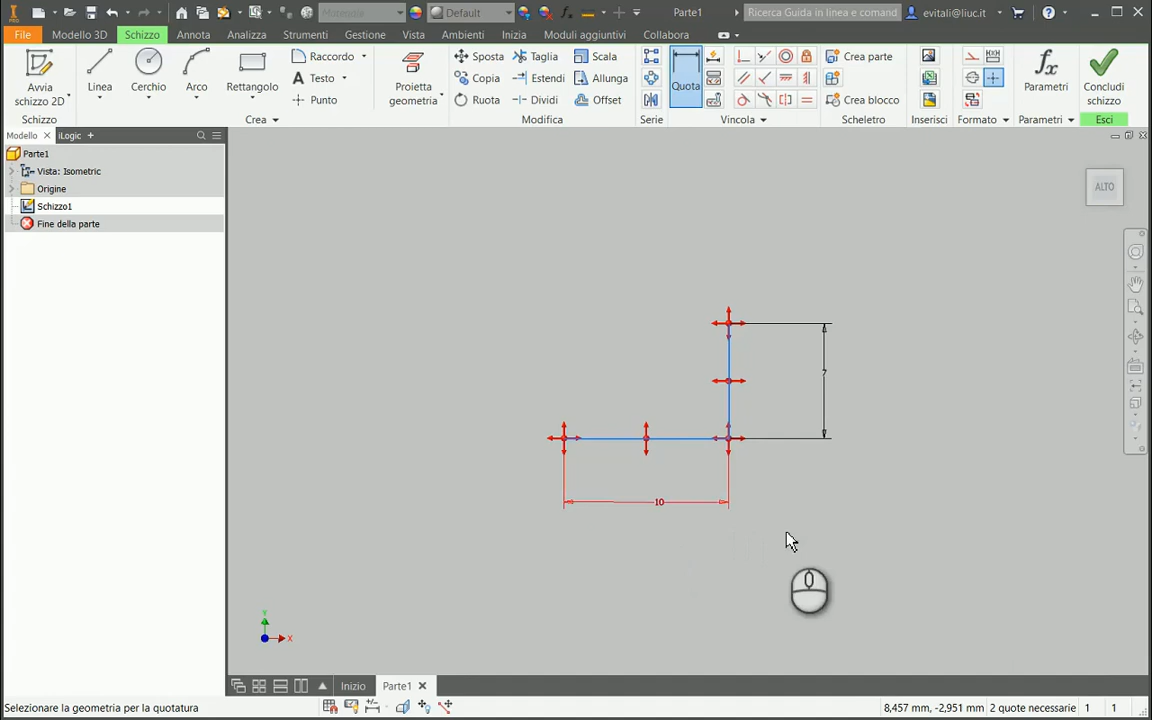 PRO
Materiale
Default
Parte1
Ricerca Guida in linea e comand
evitali@liuc.it
File
Modello 3D
Schizzo
Annota
Analizza
Strumenti
Gestione
Vista
Ambienti
Inizia
Moduli aggiuntivi
Collabora
Avvia
schizzo 2D
Linea
Cerchio
Arco
Rettangolo
Raccordo
Testo
Punto
Proietta
geometria
Sposta
Copia
Ruota
Taglia
Estendi
Dividi
Scala
Allunga
Offset
Quota
Crea parte
Crea blocco
Parametri
Concludi
schizzo
Schizzo
Crea
Modifica
Serie
Vincola
Scheletro
Inserisci
Formato
Parametri
Esci
Modello
iLogic
Parte1
Vista: Isometric
Origine
Schizzo1
Fine della parte
ALTO
7
10
Y
X
Inizio
Parte1
Selezionare la geometria per la quotatura
8,457 mm, -2,951 mm
2 quote necessarie
1
1